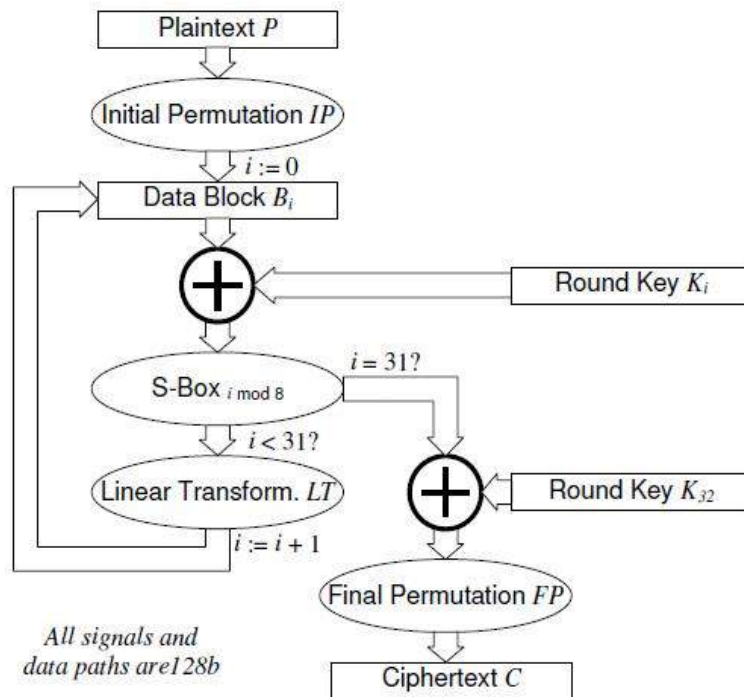 Plaintext P
Initial Permutation IP
i := 0
Data Block Bi
Round Key Ki
i = 31?
S-Box i mod 8
i < 31?
Linear Transform. LT
Round Key K32
i := i + 1
Final Permutation FP
All signals and
data paths are128b
Ciphertext C